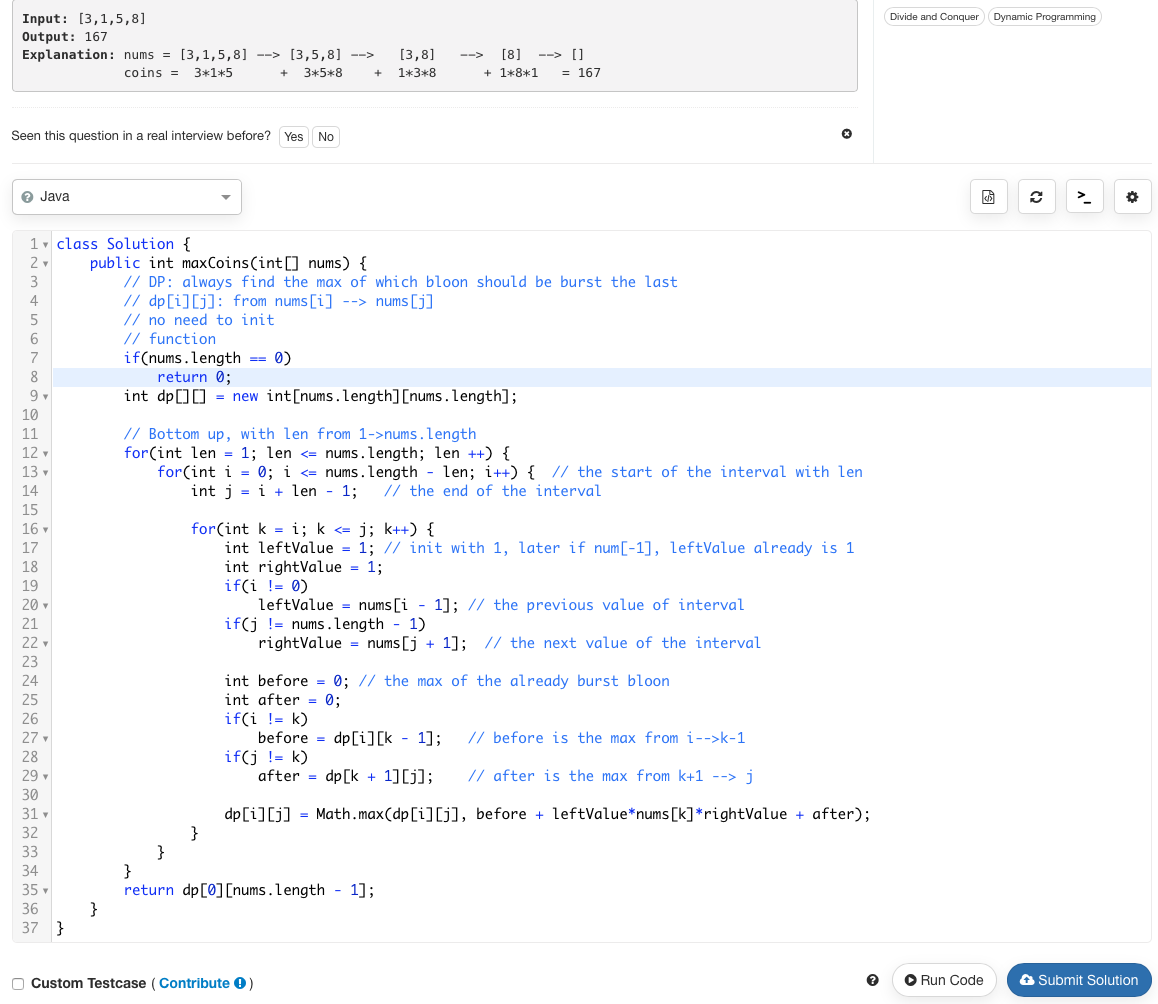 Input: [3,1,5,8]
Output: 167
Explanation: nums = [3,1,5,8] --> [3,5,8] -->   [3,8]   -->  [8]  --> []
             coins =  3*1*5      +  3*5*8    +  1*3*8      + 1*8*1   = 167
Divide and Conquer Dynamic Programming
Seen this question in a real interview before? Yes No
Java
1 class Solution {
2     public int maxCoins(int[] nums) {
3         // DP: always find the max of which bloon should be burst the last
4         // dp[i][j]: from nums[i] --> nums[j]
5         // no need to init
6         // function
7         if(nums.length == 0)
8             return 0;
9         int dp[][] = new int[nums.length][nums.length];
10
11         // Bottom up, with len from 1->nums.length
12         for(int len = 1; len <= nums.length; len ++) {
13             for(int i = 0; i <= nums.length - len; i++) {  // the start of the interval with len
14                 int j = i + len - 1;   // the end of the interval
15
16                 for(int k = i; k <= j; k++) {
17                     int leftValue = 1; // init with 1, later if num[-1], leftValue already is 1
18                     int rightValue = 1;
19                     if(i != 0)
20                         leftValue = nums[i - 1]; // the previous value of interval
21                     if(j != nums.length - 1)
22                         rightValue = nums[j + 1];  // the next value of the interval
23
24                     int before = 0; // the max of the already burst bloon
25                     int after = 0;
26                     if(i != k)
27                         before = dp[i][k - 1];   // before is the max from i-->k-1
28                     if(j != k)
29                         after = dp[k + 1][j];    // after is the max from k+1 --> j
30
31                     dp[i][j] = Math.max(dp[i][j], before + leftValue*nums[k]*rightValue + after);
32                 }
33             }
34         }
35         return dp[0][nums.length - 1];
36     }
37 }
Custom Testcase ( Contribute ) Run Code Submit Solution